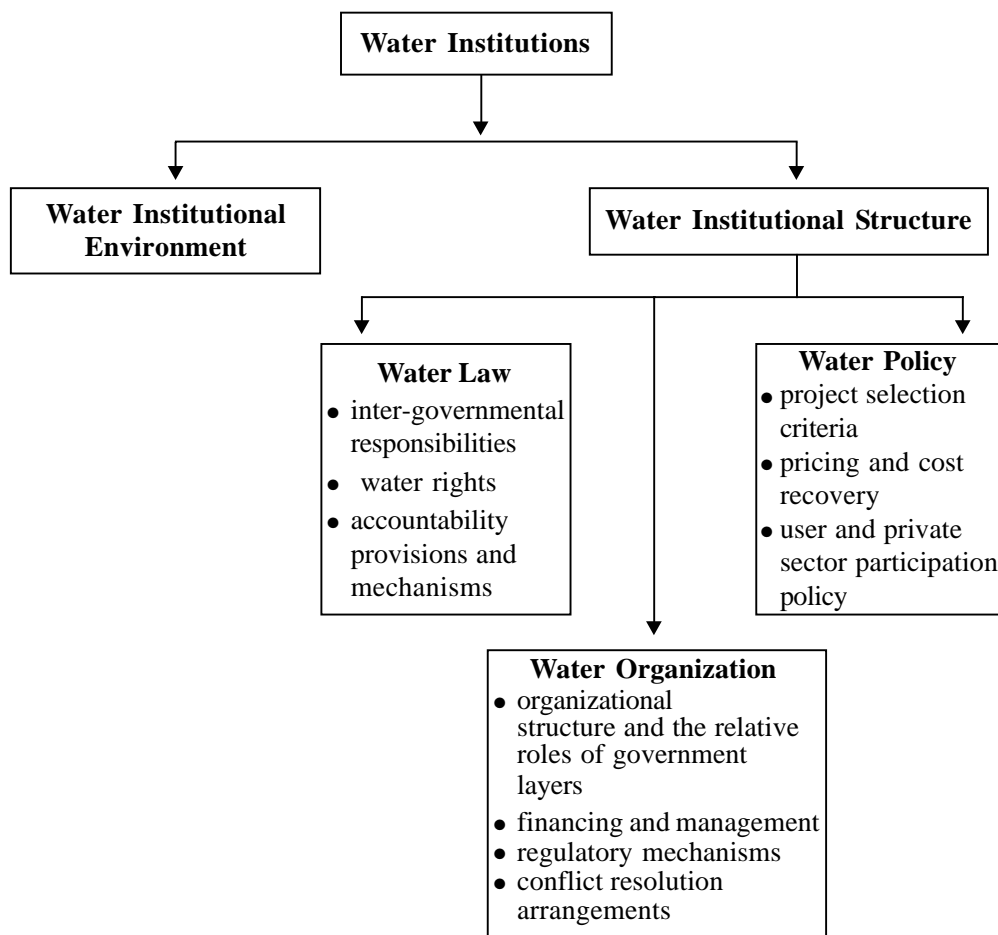 Water Institutions
Water Institutional
Environment
Water Institutional Structure
Water Law
● inter-governmental
responsibilities
● water rights
● accountability
provisions and
mechanisms
Water Policy
● project selection
criteria
● pricing and cost
recovery
● user and private
sector participation
policy
Water Organization
● organizational
structure and the relative
roles of government
layers
● financing and management
● regulatory mechanisms
● conflict resolution
arrangements